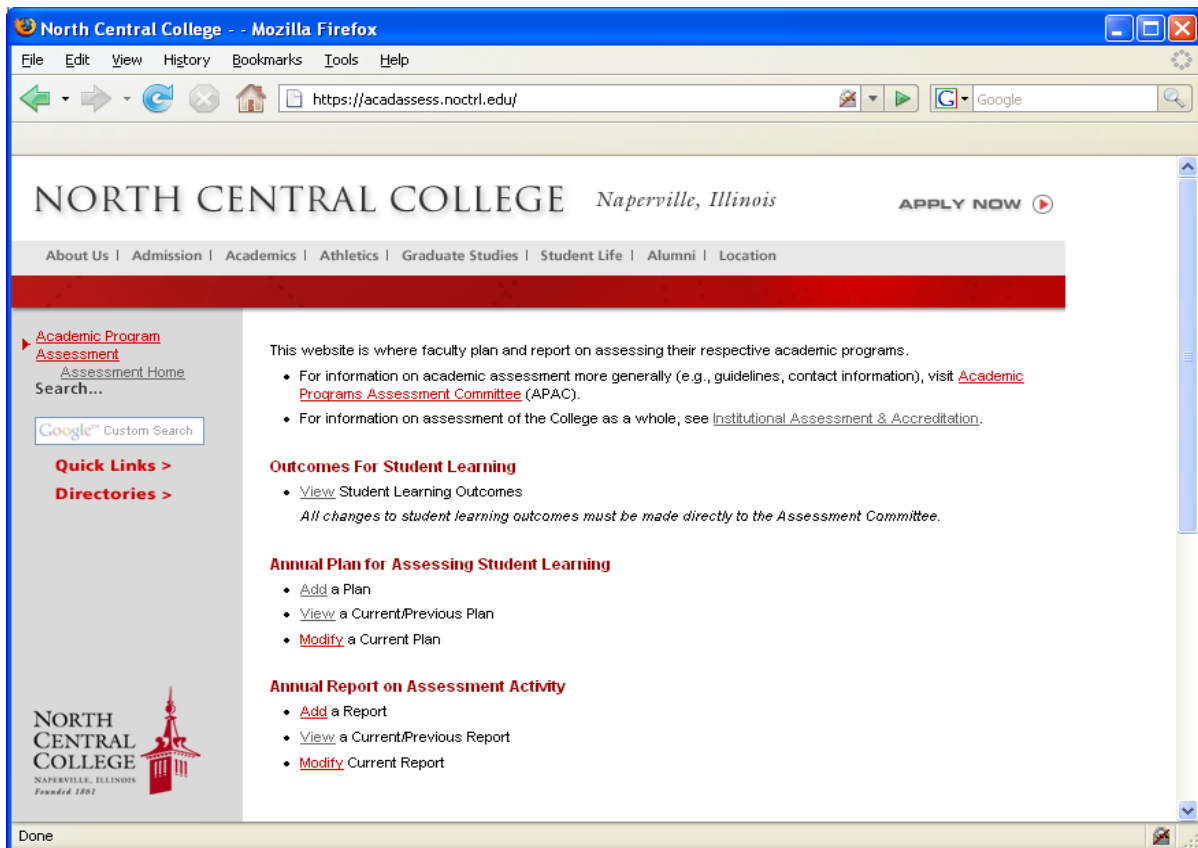 North Central College - - Mozilla Firefox
File Edit View History Bookmarks Tools Help
https://acadassess.noctrl.edu/
G Google
NORTH CENTRAL COLLEGE Naperville, Illinois APPLY NOW
About Us | Admission | Academics | Athletics | Graduate Studies | Student Life | Alumni | Location
Academic Program
Assessment
Assessment Home
Search...
Google™ Custom Search
Quick Links >
Directories >
NORTH
CENTRAL
COLLEGE
NAPERVILLE, ILLINOIS
Founded 1861
This website is where faculty plan and report on assessing their respective academic programs.
• For information on academic assessment more generally (e.g., guidelines, contact information), visit Academic
Programs Assessment Committee (APAC).
• For information on assessment of the College as a whole, see Institutional Assessment & Accreditation.
Outcomes For Student Learning
• View Student Learning Outcomes
All changes to student learning outcomes must be made directly to the Assessment Committee.
Annual Plan for Assessing Student Learning
• Add a Plan
• View a Current/Previous Plan
• Modify a Current Plan
Annual Report on Assessment Activity
• Add a Report
• View a Current/Previous Report
• Modify Current Report
Done